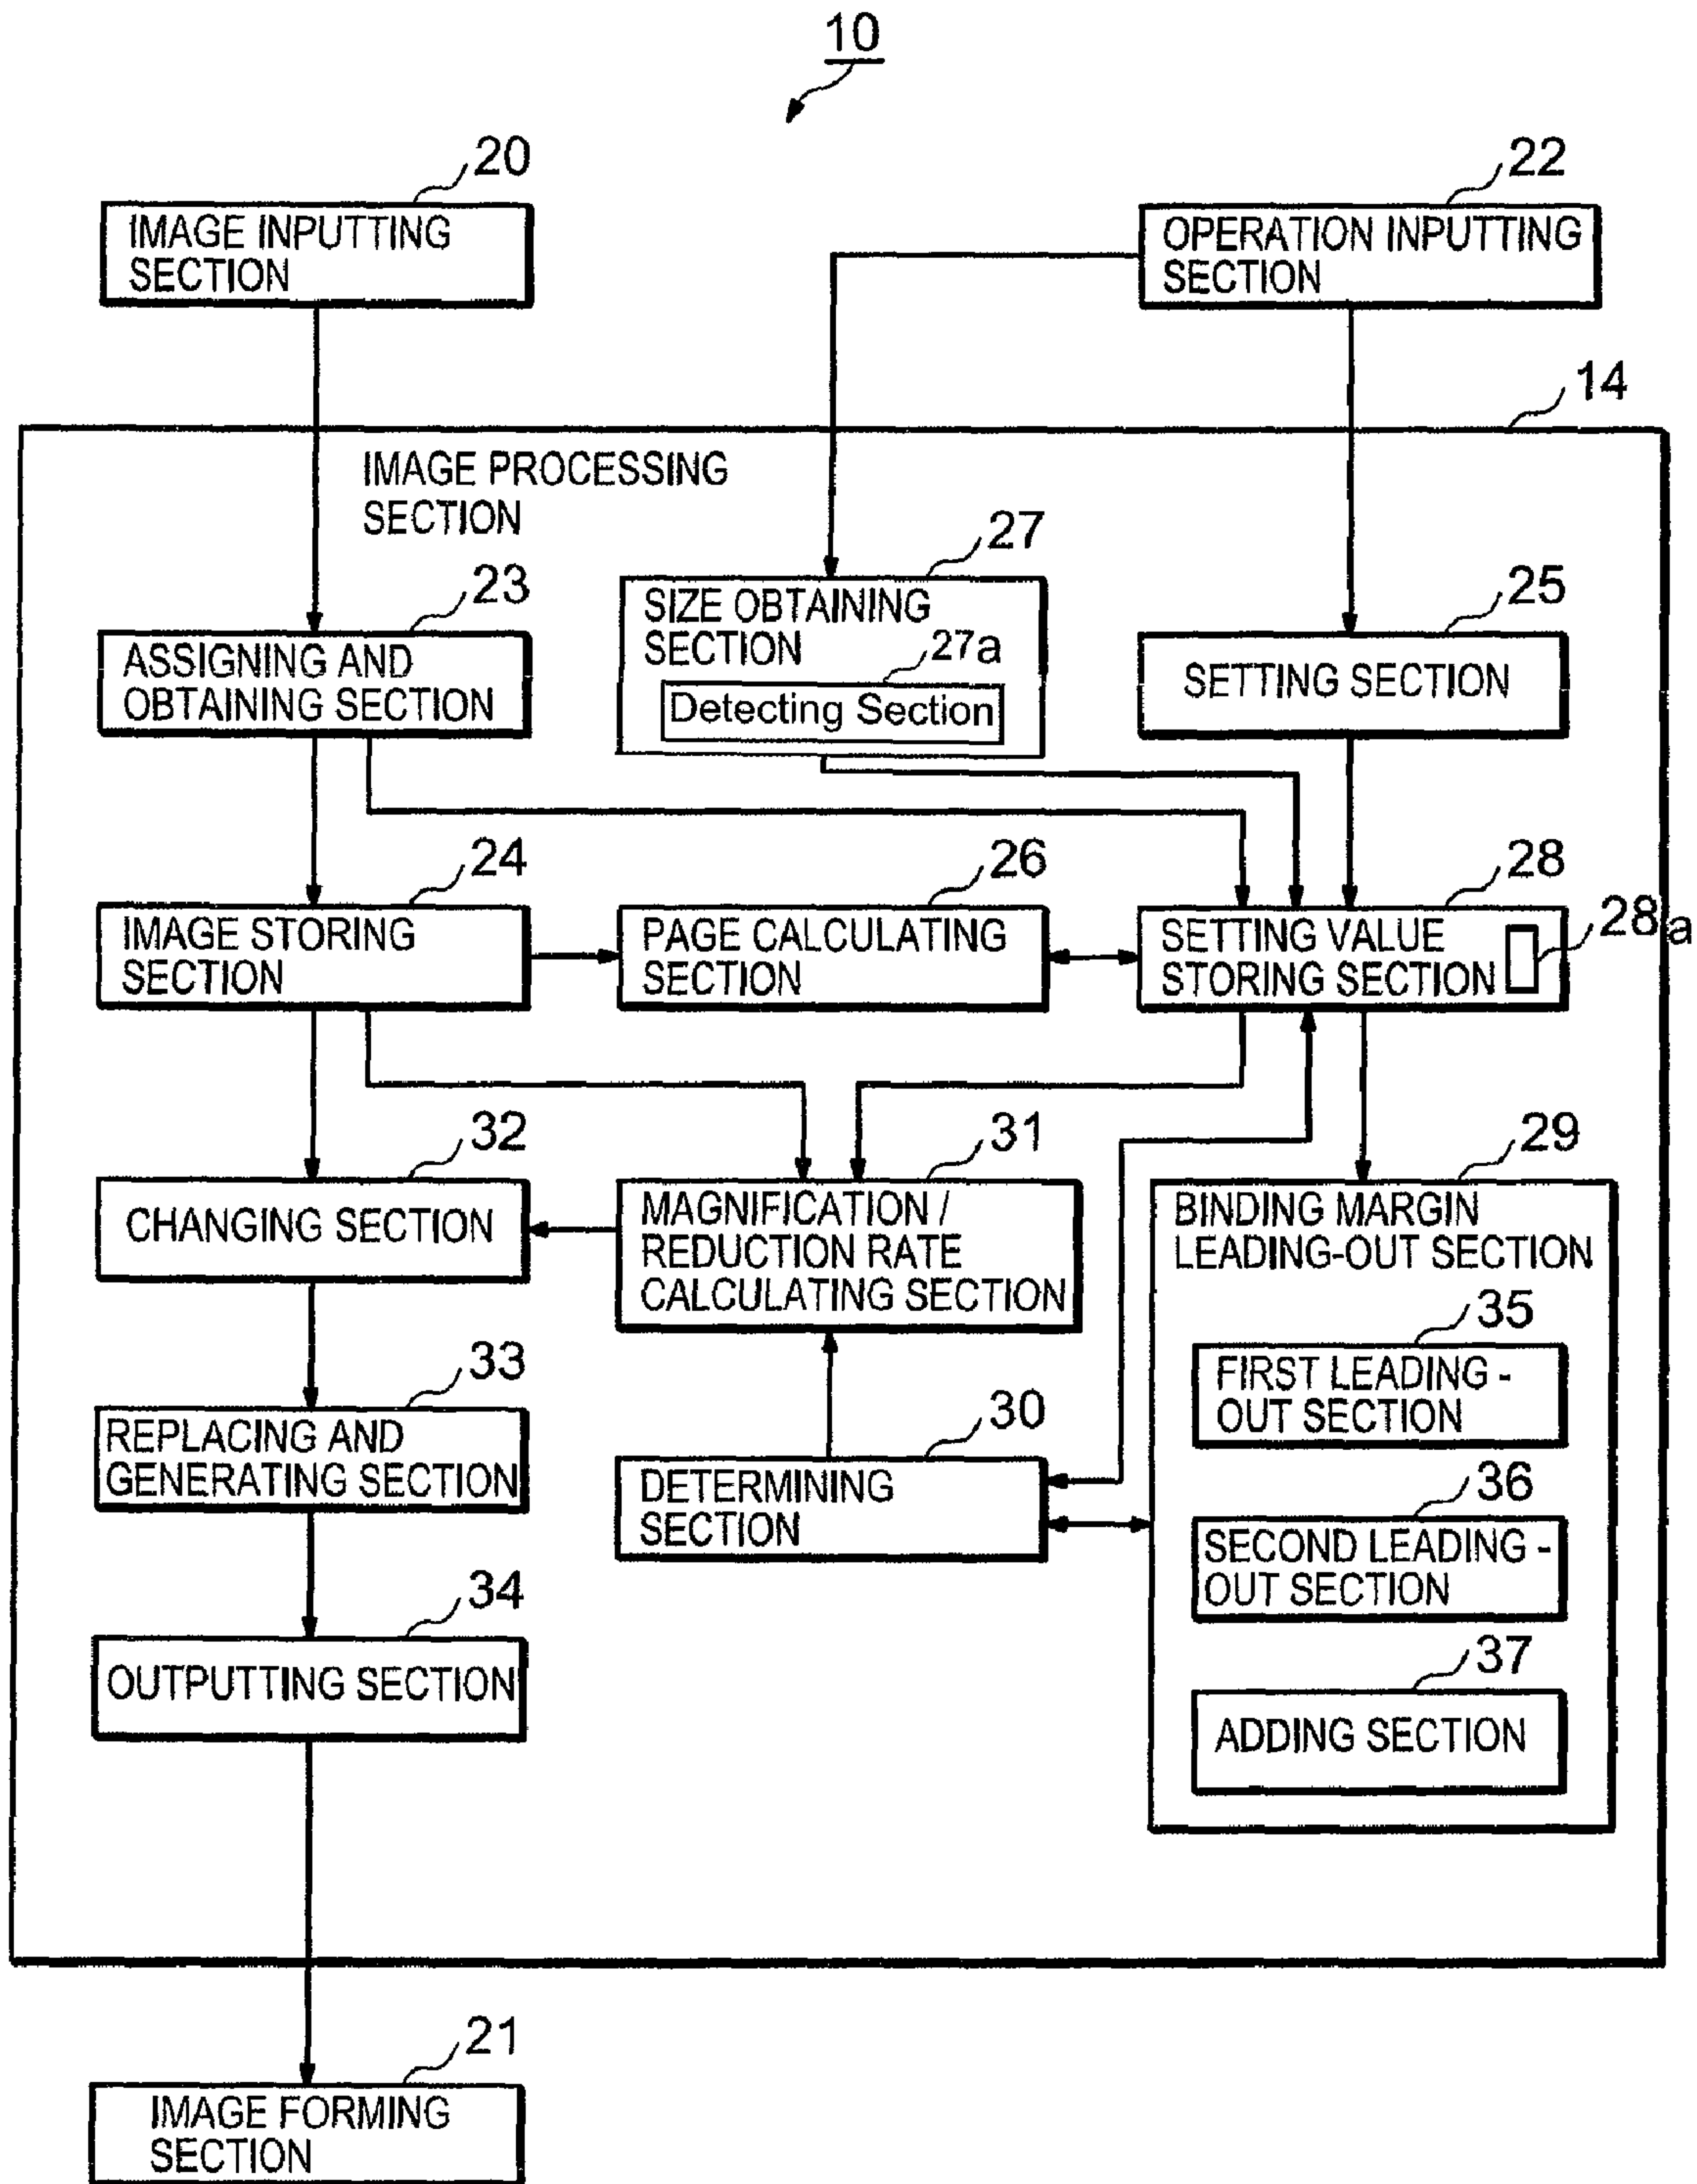 10
20
IMAGE INPUTTING
SECTION
22
OPERATION INPUTTING
SECTION
14
IMAGE PROCESSING
SECTION
23
ASSIGNING AND
OBTAINING SECTION
27
SIZE OBTAINING
SECTION
27a
Detecting Section
25
SETTING SECTION
24
IMAGE STORING
SECTION
26
PAGE CALCULATING
SECTION
28
SETTING VALUE
STORING SECTION
28a
32
CHANGING SECTION
31
MAGNIFICATION /
REDUCTION RATE
CALCULATING SECTION
29
BINDING MARGIN
LEADING-OUT SECTION
35
FIRST LEADING -
OUT SECTION
33
REPLACING AND
GENERATING SECTION
30
DETERMINING
SECTION
36
SECOND LEADING -
OUT SECTION
34
OUTPUTTING SECTION
37
ADDING SECTION
21
IMAGE FORMING
SECTION